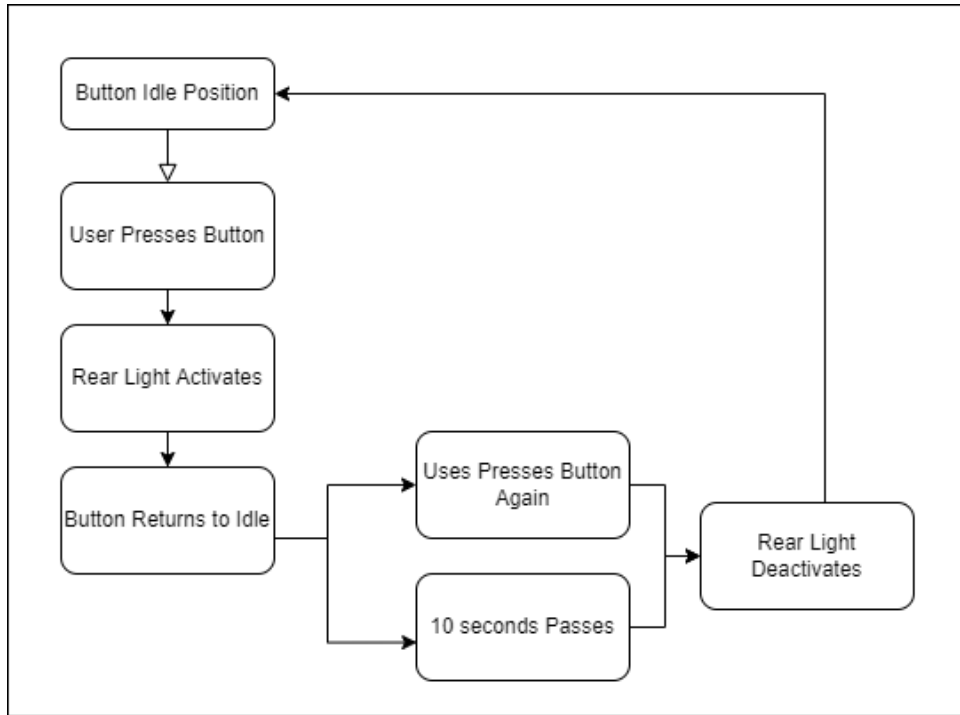 Button Idle Position
User Presses Button
Rear Light Activates
Button Returns to Idle
Uses Presses Button
Again
10 seconds Passes
Rear Light
Deactivates